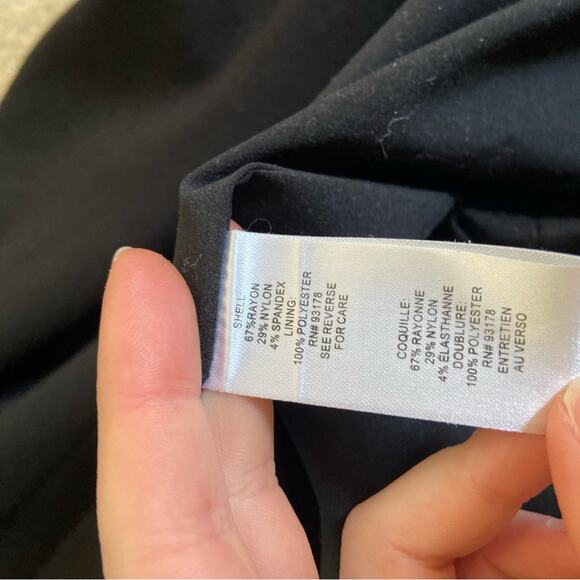 SHELL:
67%RAYON
29% NYLON
4% SPANDEX
LINING:
100% POLYESTER
RN# 93178
SEE REVERSE
FOR CARE
COQUILLE:
67% RAYONNE
29% NYLON
4% ÉLASTHANNE
DOUBLURE:
100% POLYESTER
RN# 93178
ENTRETIEN
AU VERSO